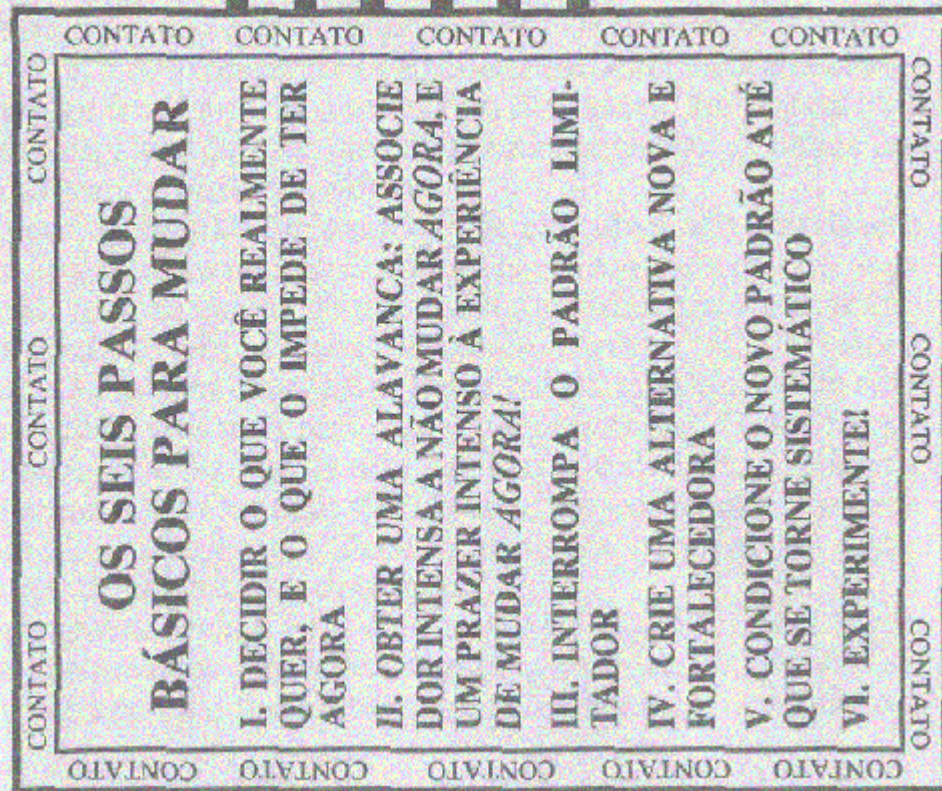 CONTATO CONTATO CONTATO
OS SEIS PASSOS
BÁSICOS PARA MUDAR
I. DECIDIR O QUE VOCÊ REALMENTE
QUER, E O QUE O IMPEDE DE TER
AGORA
II. OBTER UMA ALAVANCA: ASSOCIE
DOR INTENSA A NÃO MUDAR AGORA, E
UM PRAZER INTENSO À EXPERIÊNCIA
DE MUDAR AGORA!
III. INTERROMPA O PADRÃO LIMI-
TADOR
IV. CRIE UMA ALTERNATIVA NOVA E
FORTALECEDORA
V. CONDICIONE O NOVO PADRÃO ATÉ
QUE SE TORNE SISTEMÁTICO
VI. EXPERIMENTE!
CONTATO CONTATO CONTATO CONTATO CONTATO
CONTATO CONTATO CONTATO
CONTATO CONTATO CONTATO CONTATO CONTATO